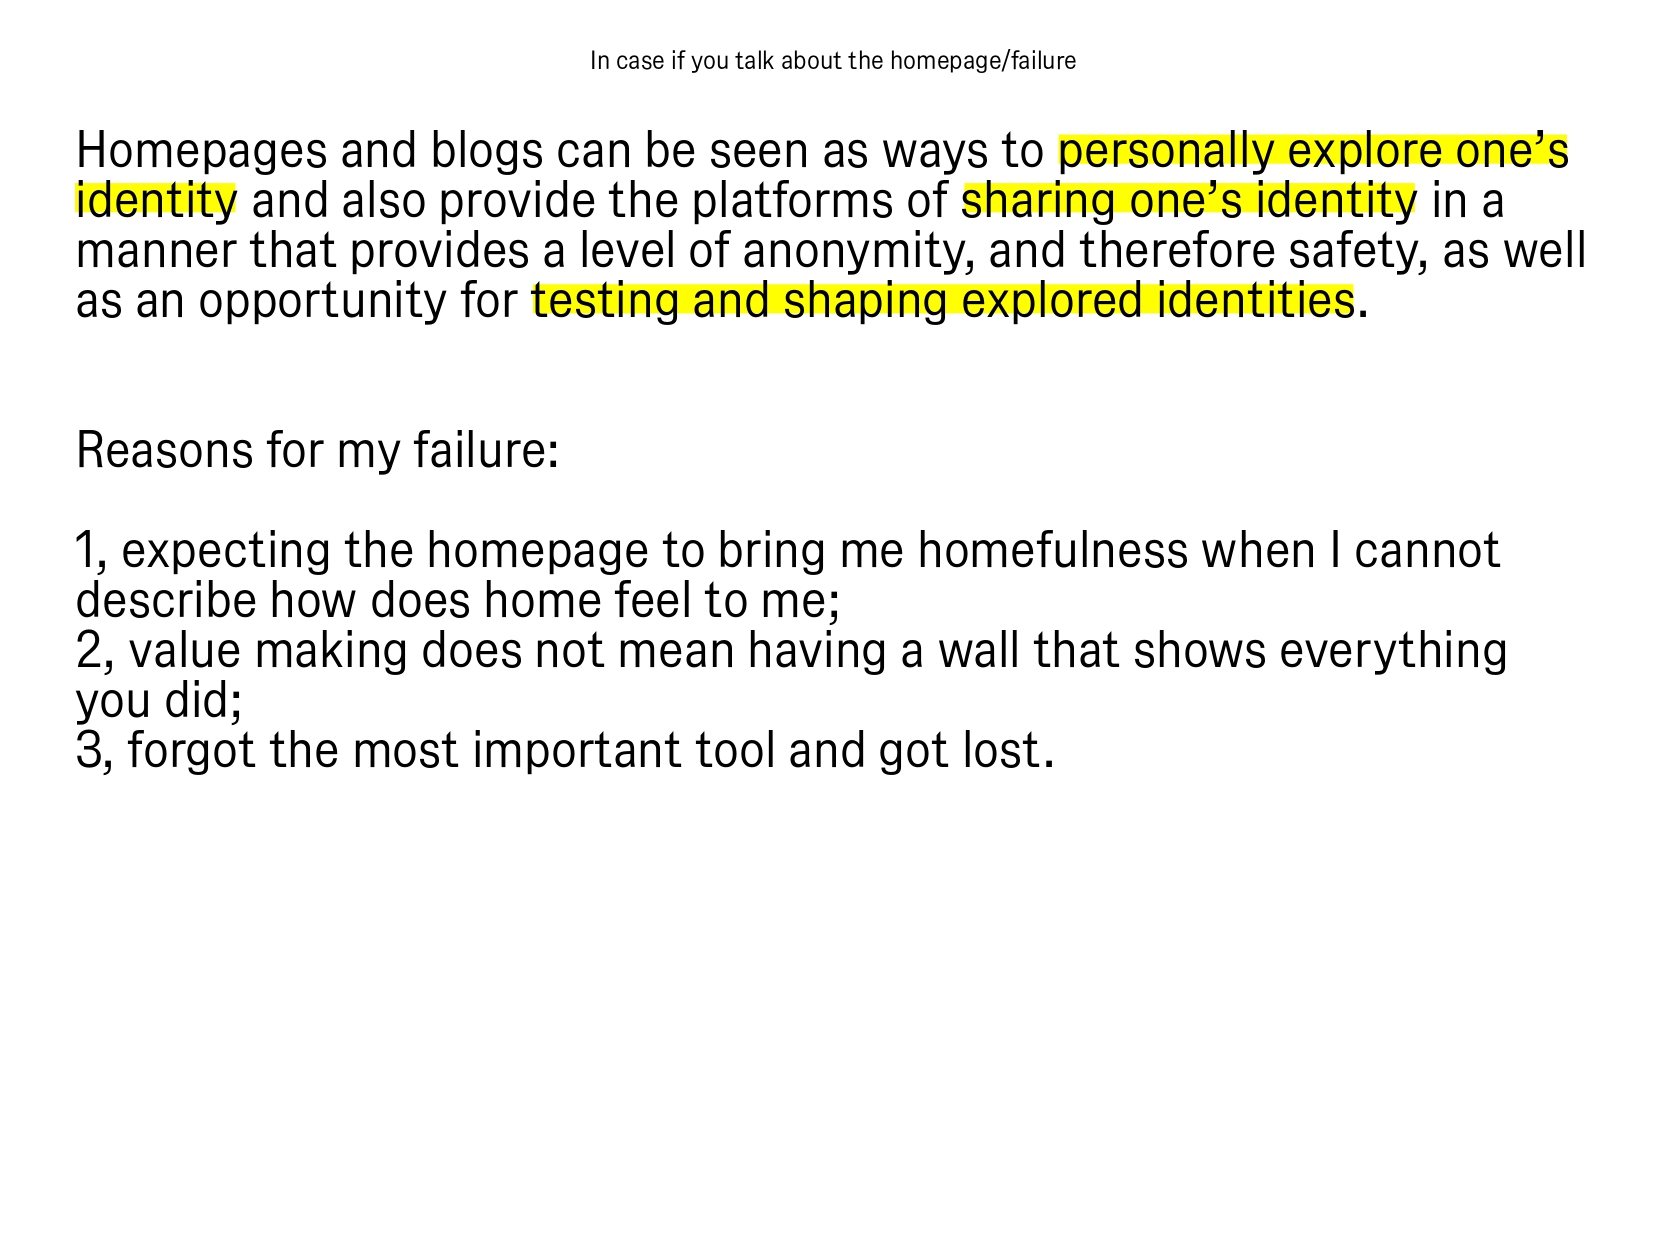 In case if you talk about the homepage/failure
Homepages and blogs can be seen as ways to personally explore one’s
identity and also provide the platforms of sharing one’s identity in a
manner that provides a level of anonymity, and therefore safety, as well
as an opportunity for testing and shaping explored identities.
Reasons for my failure:
1, expecting the homepage to bring me homefulness when I cannot
describe how does home feel to me;
2, value making does not mean having a wall that shows everything
you did;
3, forgot the most important tool and got lost.